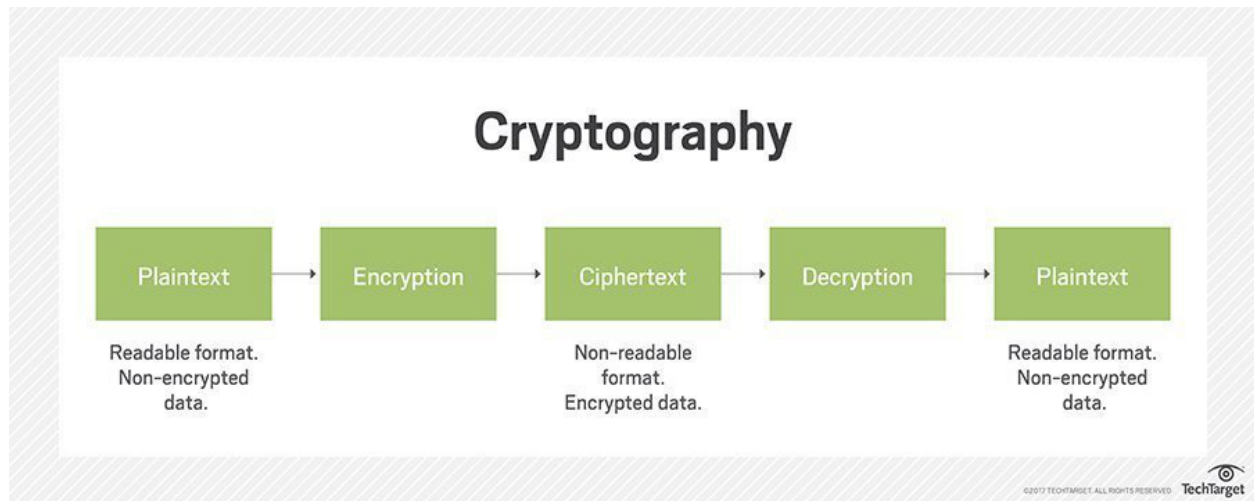 Cryptography
Plaintext
Encryption
Ciphertext
Decryption
Plaintext
Readable format.
Non-encrypted
data.
Non-readable
format.
Encrypted data.
Readable format.
Non-encrypted
data.
©2017 TECHTARGET. ALL RIGHTS RESERVED
TechTarget